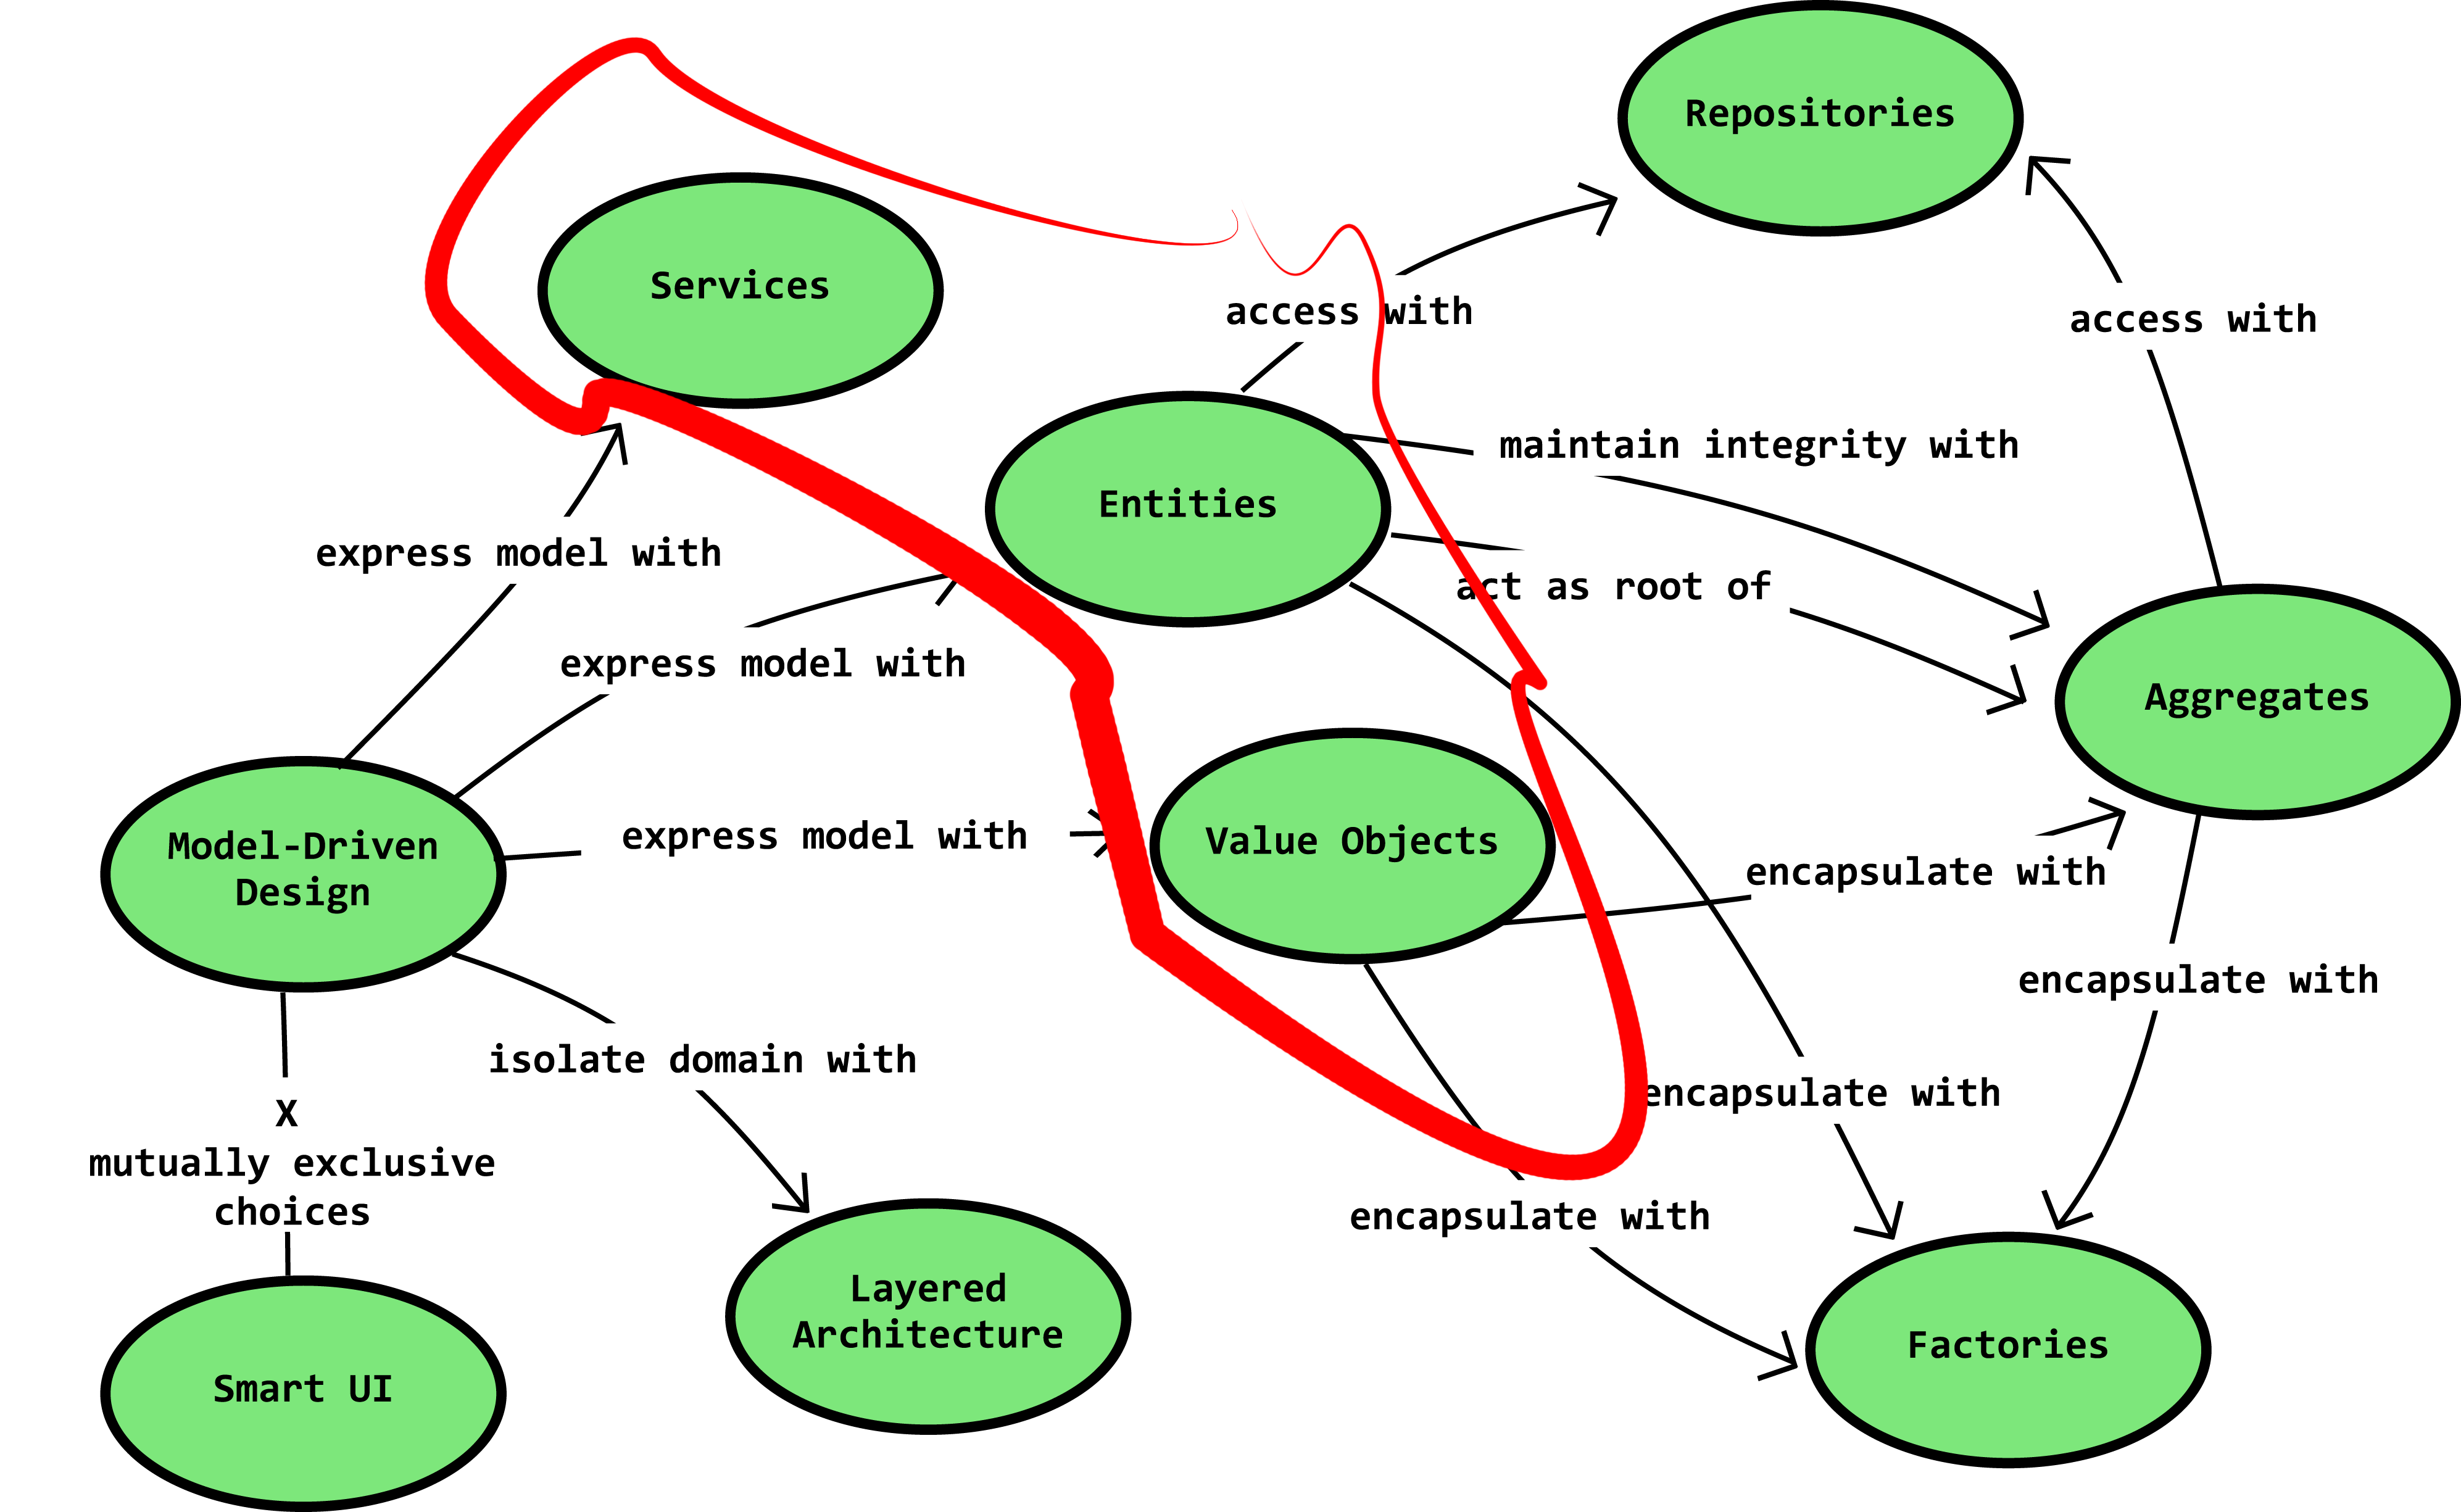 Repositories
Services
access with
access with
maintain integrity with
Entities
express model with
act as root of
express model with
Aggregates
express model with
Value Objects
Model-Driven
Design
encapsulate with
encapsulate with
isolate domain with
encapsulate with
X
mutually exclusive
choices
encapsulate with
Layered
Architecture
Factories
Smart UI